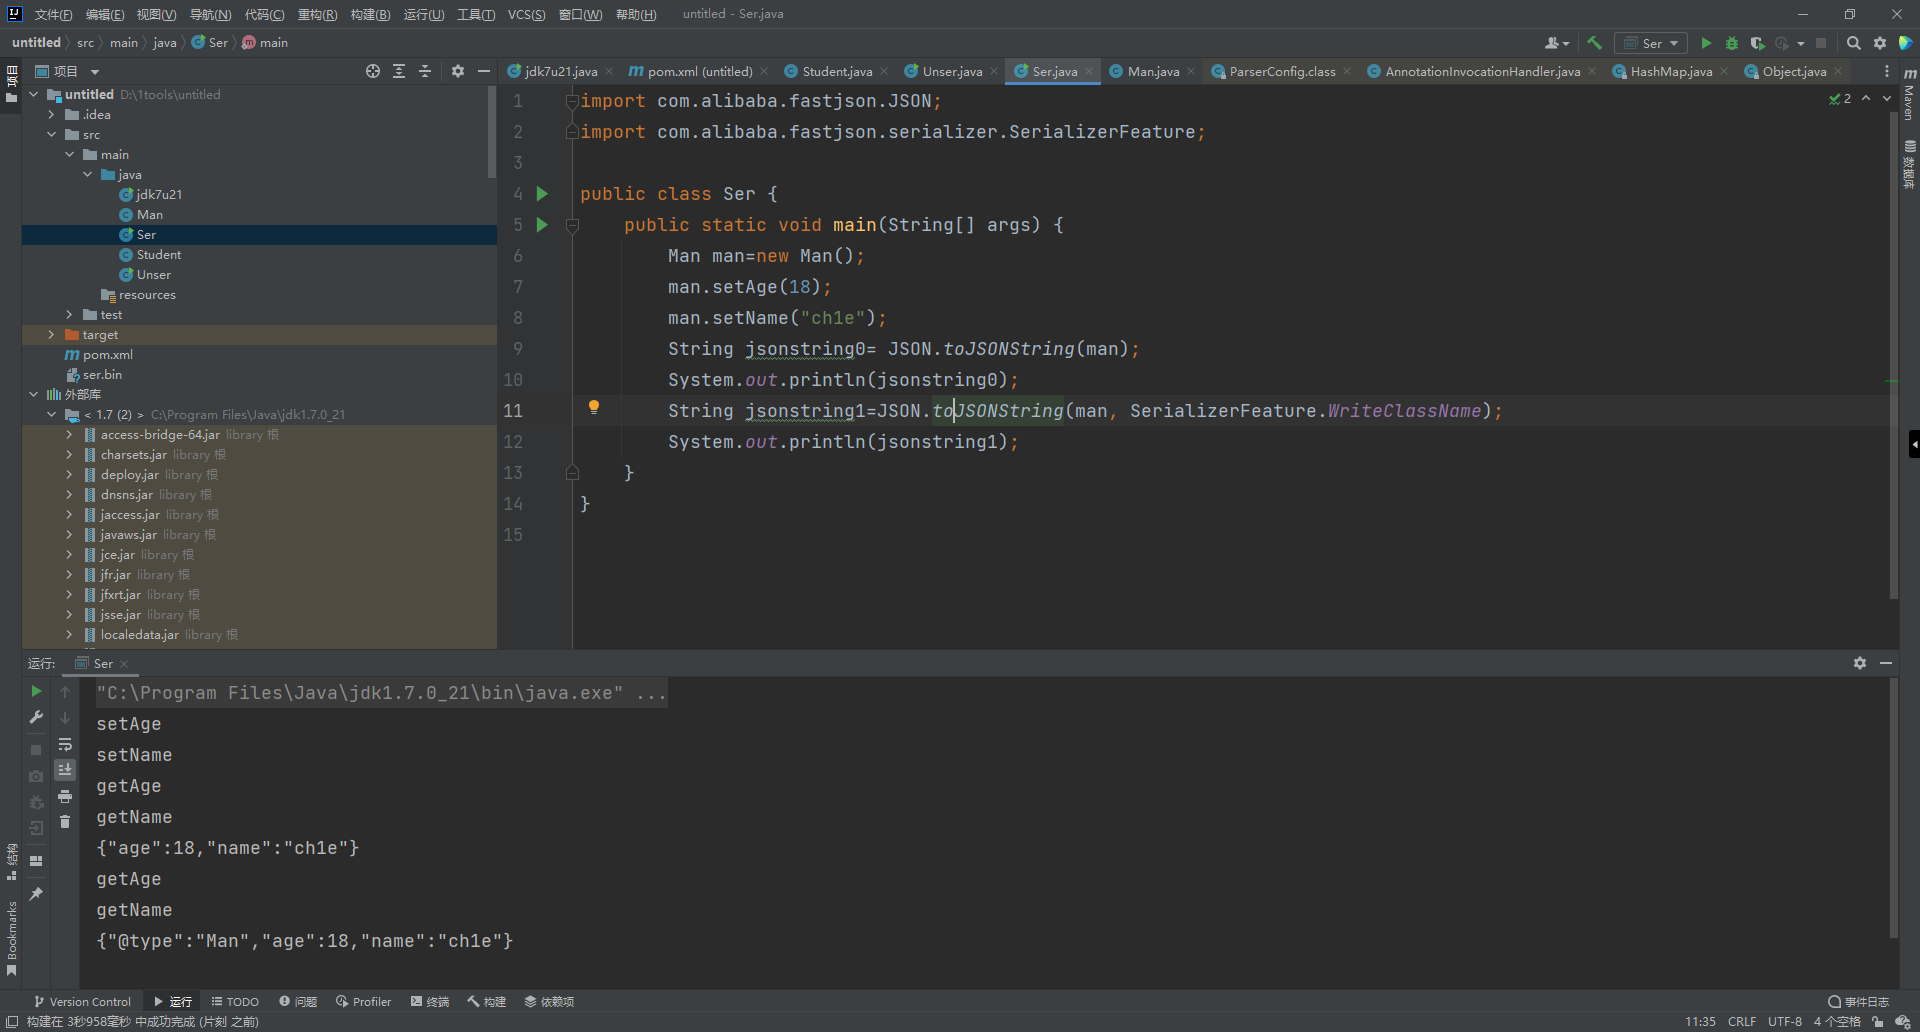 文件(F) 编辑(E) 视图(V) 导航(N) 代码(C) 重构(R) 构建(B) 运行(U) 工具(T) VCS(S) 窗口(W) 帮助(H) untitled - Ser.java
untitled src main java Ser main
Ser
项目
项目
jdk7u21.java pom.xml (untitled) Student.java Unser.java Ser.java Man.java ParserConfig.class AnnotationInvocationHandler.java HashMap.java Object.java
untitled D:\1tools\untitled
.idea
src
main
java
jdk7u21
Man
Ser
Student
Unser
resources
test
target
pom.xml
ser.bin
外部库
< 1.7 (2) > C:\Program Files\Java\jdk1.7.0_21
access-bridge-64.jar library 根
charsets.jar library 根
deploy.jar library 根
dnsns.jar library 根
jaccess.jar library 根
javaws.jar library 根
jce.jar library 根
jfr.jar library 根
jfxrt.jar library 根
jsse.jar library 根
localedata.jar library 根
1 import com.alibaba.fastjson.JSON;
2 import com.alibaba.fastjson.serializer.SerializerFeature;
3
4 public class Ser {
5 public static void main(String[] args) {
6 Man man=new Man();
7 man.setAge(18);
8 man.setName("ch1e");
9 String jsonstring0= JSON.toJSONString(man);
10 System.out.println(jsonstring0);
11 String jsonstring1=JSON.toJSONString(man, SerializerFeature.WriteClassName);
12 System.out.println(jsonstring1);
13 }
14 }
15
2
Maven
数据库
运行: Ser
"C:\Program Files\Java\jdk1.7.0_21\bin\java.exe" ...
setAge
setName
getAge
getName
{"age":18,"name":"ch1e"}
getAge
getName
{"@type":"Man","age":18,"name":"ch1e"}
结构
Bookmarks
Version Control 运行 TODO 问题 Profiler 终端 构建 依赖项 事件日志
构建在 3秒958毫秒 中成功完成 (片刻 之前) 11:35 CRLF UTF-8 4 个空格